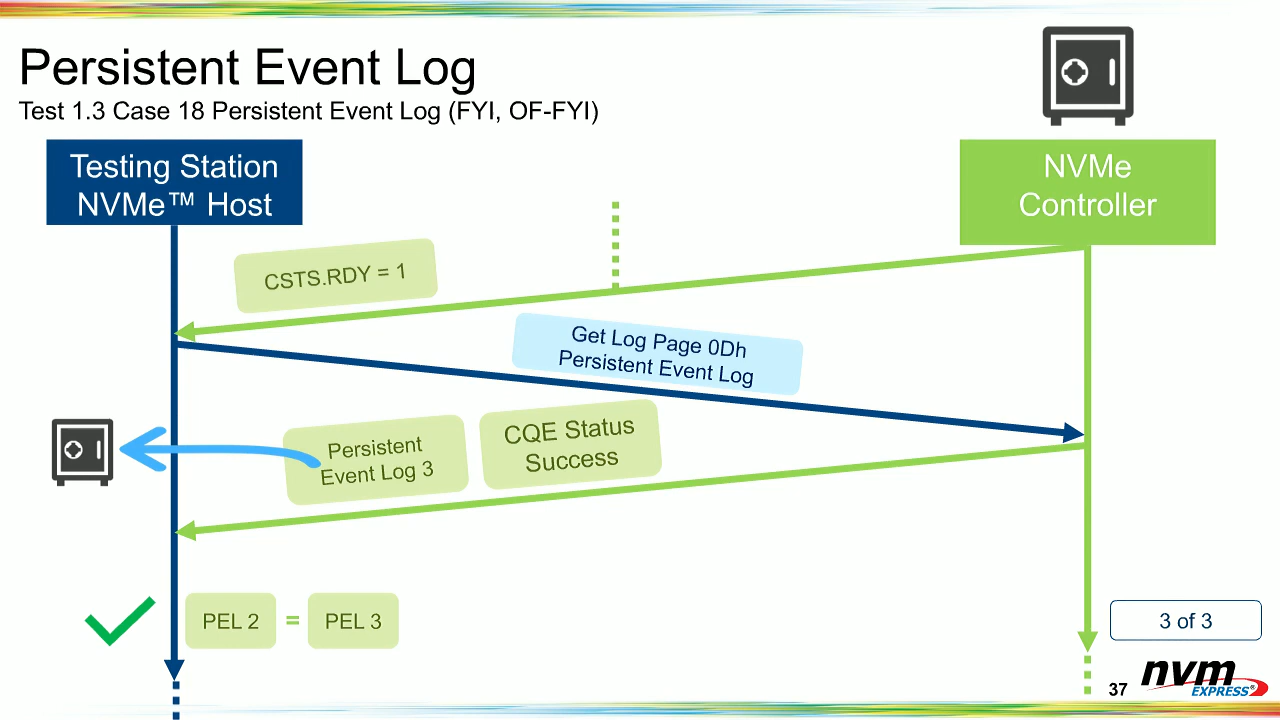 Persistent Event Log
Test 1.3 Case 18 Persistent Event Log (FYI, OF-FYI)
Testing Station
NVMe™ Host
NVMe
Controller
CSTS.RDY = 1
Get Log Page 0Dh
Persistent Event Log
Persistent
Event Log 3
CQE Status
Success
PEL 2
=
PEL 3
3 of 3
37
nvm
EXPRESS®